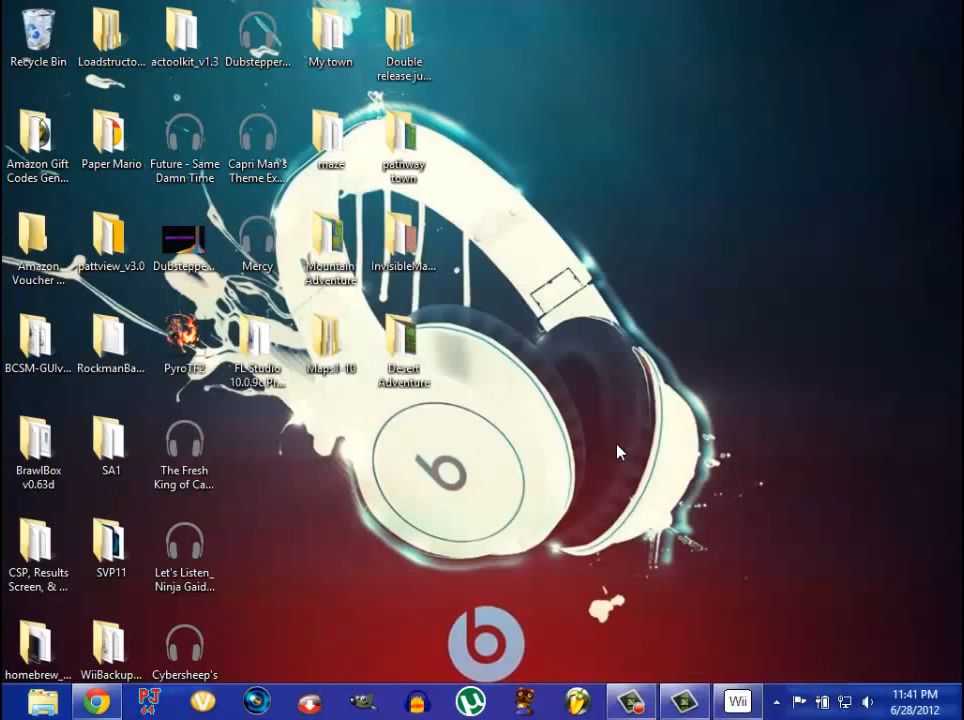 Recycle Bin
Loadstructo...
actoolkit_v1.3
Dubstepper...
My town
Double
release ju...
Amazon Gift
Codes Gen...
Paper Mario
Future - Same
Damn Time
Capri Man's
Theme Ex...
maze
pathway
town
Amazon
Voucher ...
pattview_v3.0
Dubsteppe...
Mercy
Mountain
Adventure
InvisibleMa...
BCSM-GUIv...
RockmanBa...
PyroTF2
FL Studio
10.0.9c Pr...
Maps1-10
Desert
Adventure
BrawlBox
v0.63d
SA1
The Fresh
King of Ca...
CSP, Results
Screen, & ...
SVP11
Let's Listen_
Ninja Gaid...
homebrew_...
WiiBackup...
Cybersheep's
PJ
64
Wii
11:41 PM
6/28/2012